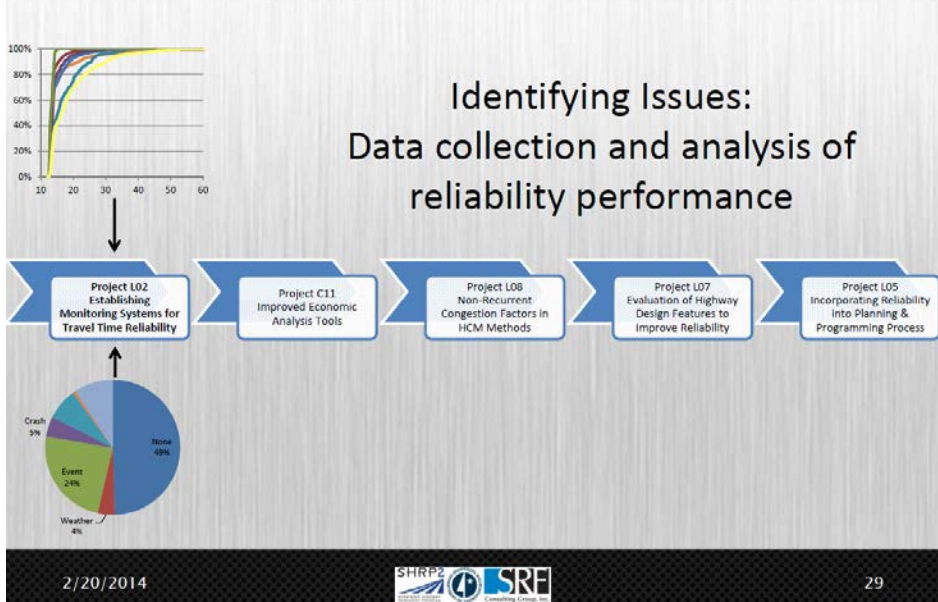 Identifying Issues:
Data collection and analysis of
reliability performance
100%
80%
60%
40%
20%
0%
10 20 30 40 50 60
Project L02
Establishing
Monitoring Systems for
Travel Time Reliability
Project C11
Improved Economic
Analysis Tools
Project L08
Non-Recurrent
Congestion Factors in
HCM Methods
Project L07
Evaluation of Highway
Design Features to
Improve Reliability
Project L05
Incorporating Reliability
into Planning &
Programming Process
Crash
5%
None
49%
Event
24%
Weather
4%
2/20/2014
SHRP2
SRF
Consulting Group, Inc.
29